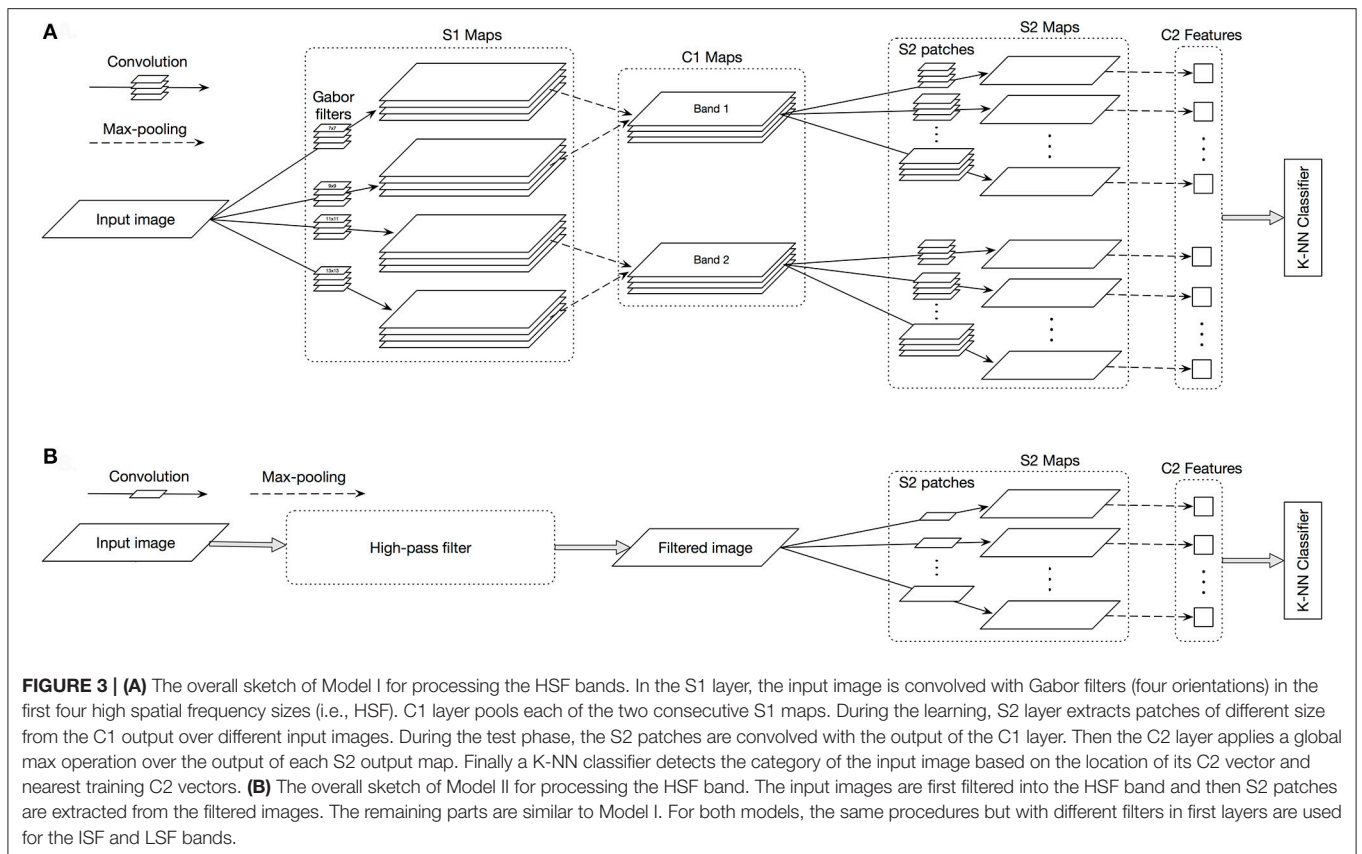 A
S1 Maps
S2 Maps
C2 Features
Convolution
C1 Maps
S2 patches
Gabor
filters
Max-pooling
7x7
Band 1
9x9
11x11
Input image
13x13
Band 2
K-NN Classifier
B
Convolution
Max-pooling
S2 Maps
C2 Features
S2 patches
Input image
High-pass filter
Filtered image
K-NN Classifier
FIGURE 3 | (A) The overall sketch of Model I for processing the HSF bands. In the S1 layer, the input image is convolved with Gabor filters (four orientations) in the
first four high spatial frequency sizes (i.e., HSF). C1 layer pools each of the two consecutive S1 maps. During the learning, S2 layer extracts patches of different size
from the C1 output over different input images. During the test phase, the S2 patches are convolved with the output of the C1 layer. Then the C2 layer applies a global
max operation over the output of each S2 output map. Finally a K-NN classifier detects the category of the input image based on the location of its C2 vector and
nearest training C2 vectors. (B) The overall sketch of Model II for processing the HSF band. The input images are first filtered into the HSF band and then S2 patches
are extracted from the filtered images. The remaining parts are similar to Model I. For both models, the same procedures but with different filters in first layers are used
for the ISF and LSF bands.